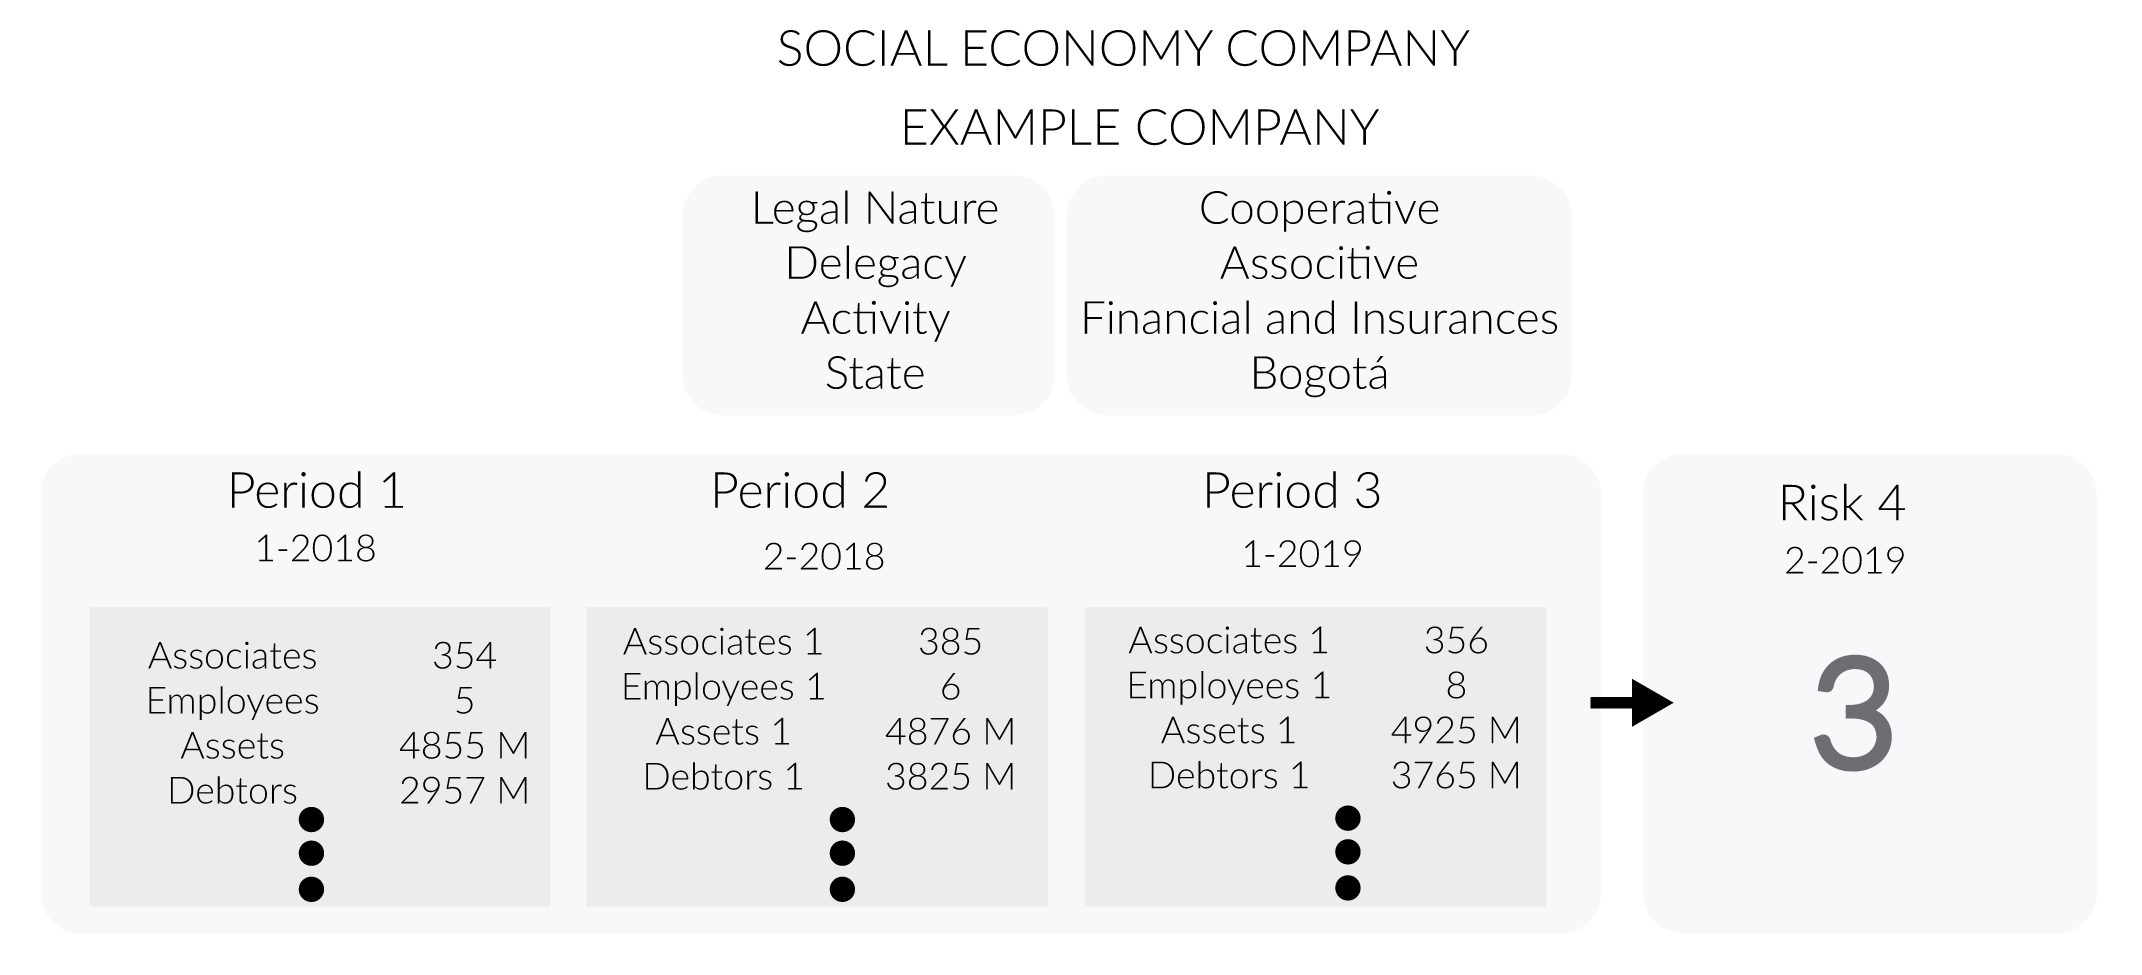 SOCIAL ECONOMY COMPANY
EXAMPLE COMPANY
Legal Nature Cooperative
Delegacy Associtive
Activity Financial and Insurances
State Bogotá
Period 1
1-2018
Associates 354
Employees 5
Assets 4855 M
Debtors 2957 M
Period 2
2-2018
Associates 1 385
Employees 1 6
Assets 1 4876 M
Debtors 1 3825 M
Period 3
1-2019
Associates 1 356
Employees 1 8
Assets 1 4925 M
Debtors 1 3765 M
Risk 4
2-2019
3